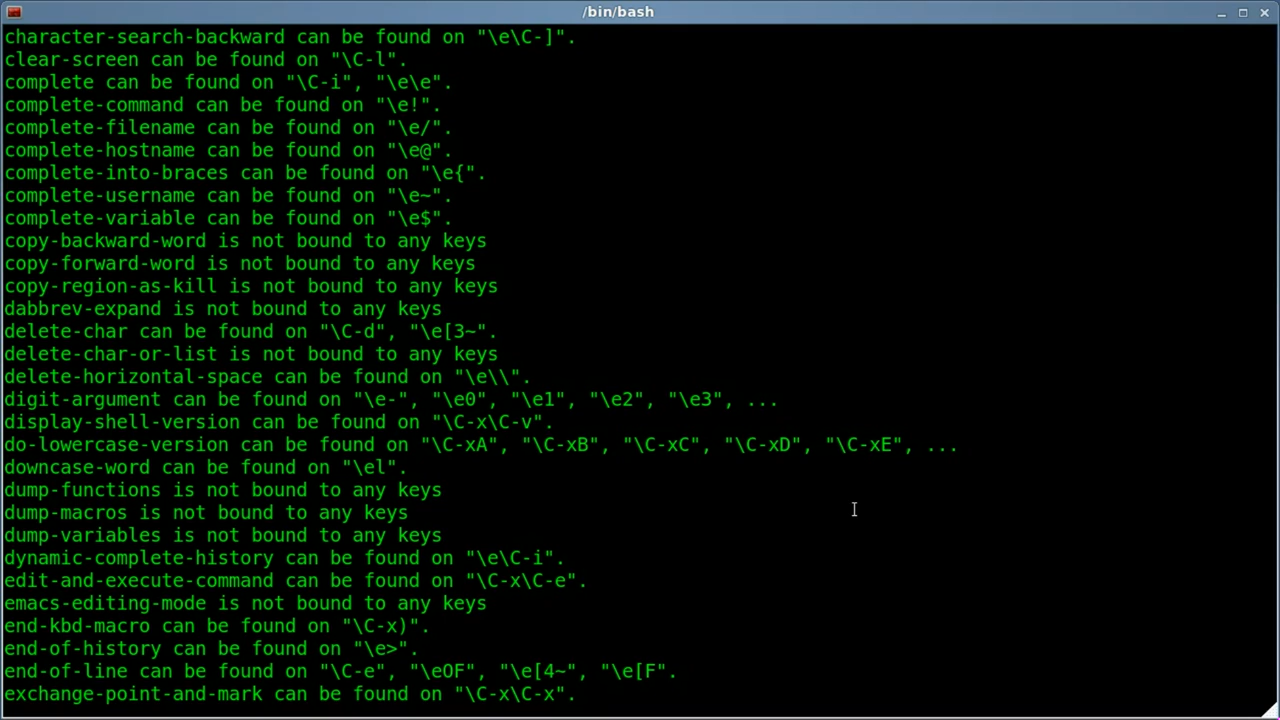 /bin/bash
character-search-backward can be found on "\e\C-]".
clear-screen can be found on "\C-l".
complete can be found on "\C-i", "\e\e".
complete-command can be found on "\e!".
complete-filename can be found on "\e/".
complete-hostname can be found on "\e@".
complete-into-braces can be found on "\e{".
complete-username can be found on "\e~".
complete-variable can be found on "\e$".
copy-backward-word is not bound to any keys
copy-forward-word is not bound to any keys
copy-region-as-kill is not bound to any keys
dabbrev-expand is not bound to any keys
delete-char can be found on "\C-d", "\e[3~".
delete-char-or-list is not bound to any keys
delete-horizontal-space can be found on "\e\\".
digit-argument can be found on "\e-", "\e0", "\e1", "\e2", "\e3", ...
display-shell-version can be found on "\C-x\C-v".
do-lowercase-version can be found on "\C-xA", "\C-xB", "\C-xC", "\C-xD", "\C-xE", ...
downcase-word can be found on "\el".
dump-functions is not bound to any keys
dump-macros is not bound to any keys
dump-variables is not bound to any keys
dynamic-complete-history can be found on "\e\C-i".
edit-and-execute-command can be found on "\C-x\C-e".
emacs-editing-mode is not bound to any keys
end-kbd-macro can be found on "\C-x)".
end-of-history can be found on "\e>".
end-of-line can be found on "\C-e", "\eOF", "\e[4~", "\e[F".
exchange-point-and-mark can be found on "\C-x\C-x".